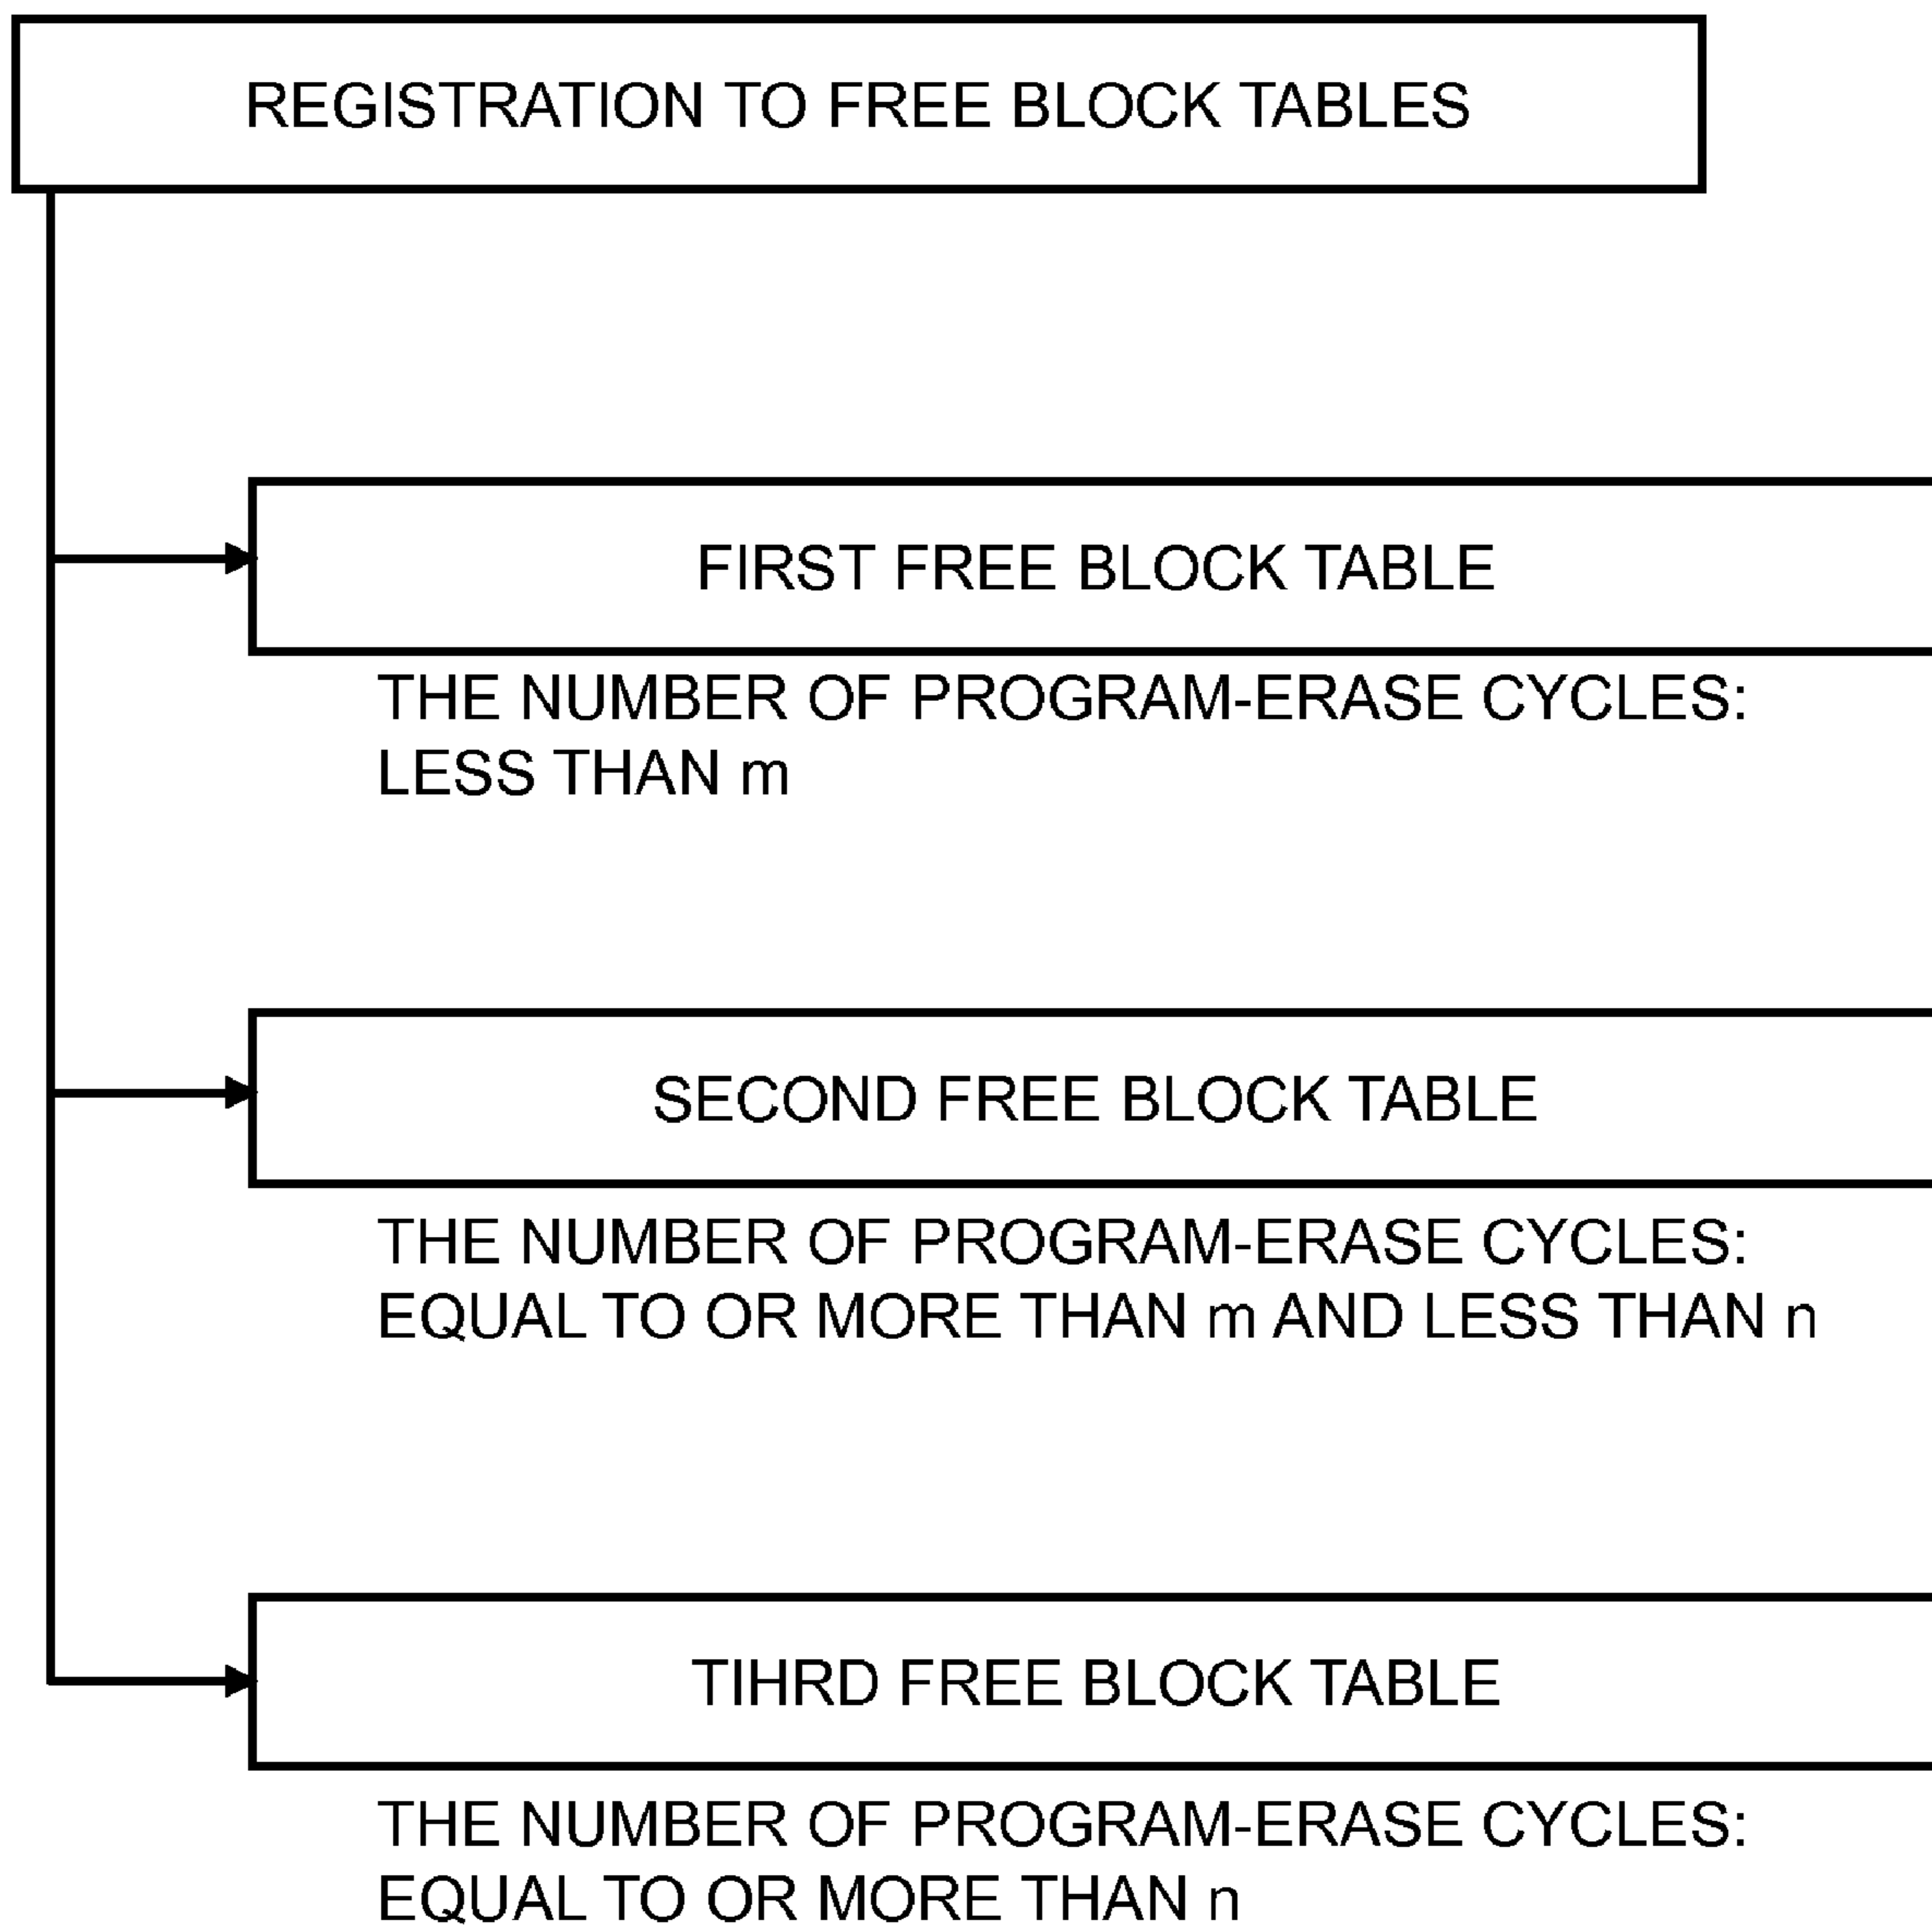 REGISTRATION TO FREE BLOCK TABLES
FIRST FREE BLOCK TABLE
THE NUMBER OF PROGRAM-ERASE CYCLES:
LESS THAN m
SECOND FREE BLOCK TABLE
THE NUMBER OF PROGRAM-ERASE CYCLES:
EQUAL TO OR MORE THAN m AND LESS THAN n
TIHRD FREE BLOCK TABLE
THE NUMBER OF PROGRAM-ERASE CYCLES:
EQUAL TO OR MORE THAN n